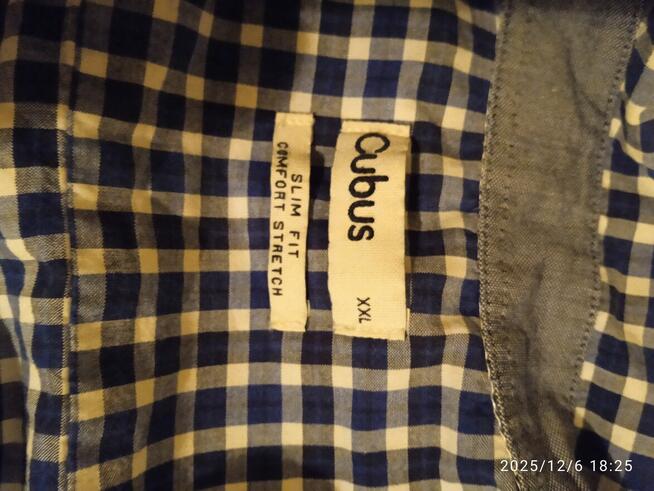 Cubus
XXL
SLIM FIT
COMFORT STRETCH
2025/12/6 18:25